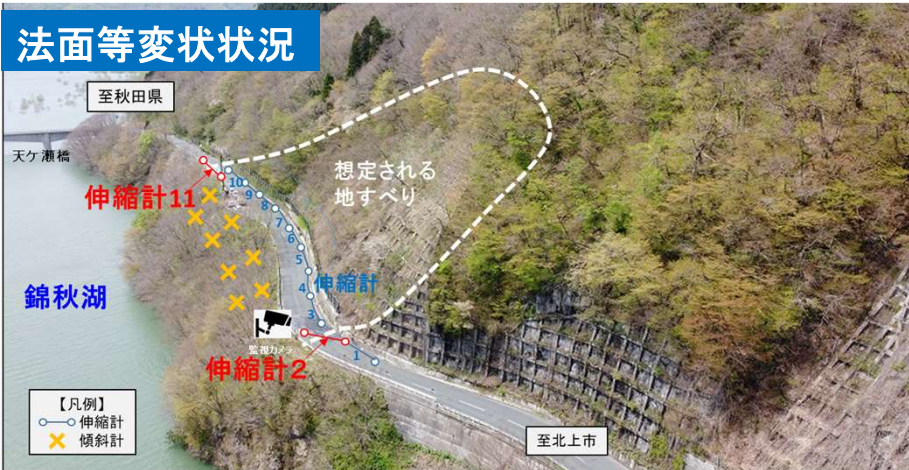 法面等変状状況
至秋田県
天ケ瀬橋
想定される
地すべり
伸縮計11
10
9
8
7
6
5
4
伸縮計
3
錦秋湖
監視カメラ
伸縮計2
1
【凡例】
伸縮計
傾斜計
至北上市